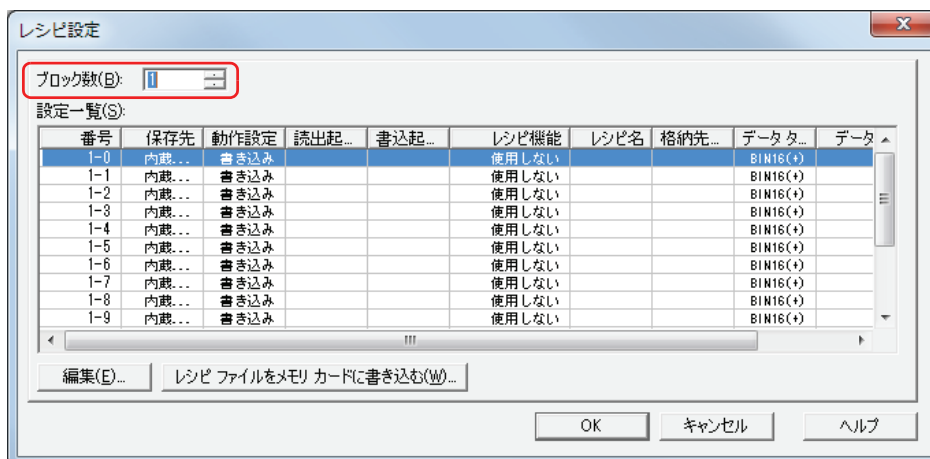 レシピ設定
ブロック数(B): 1
設定一覧(S):
番号 保存先 動作設定 読出起... 書込起... レシピ機能 レシピ名 格納先... データ タ... データ
1-0 内蔵... 書き込み 使用しない BIN16(+)
1-1 内蔵... 書き込み 使用しない BIN16(+)
1-2 内蔵... 書き込み 使用しない BIN16(+)
1-3 内蔵... 書き込み 使用しない BIN16(+)
1-4 内蔵... 書き込み 使用しない BIN16(+)
1-5 内蔵... 書き込み 使用しない BIN16(+)
1-6 内蔵... 書き込み 使用しない BIN16(+)
1-7 内蔵... 書き込み 使用しない BIN16(+)
1-8 内蔵... 書き込み 使用しない BIN16(+)
1-9 内蔵... 書き込み 使用しない BIN16(+)
編集(E)... レシピ ファイルをメモリ カードに書き込む(W)...
OK キャンセル ヘルプ